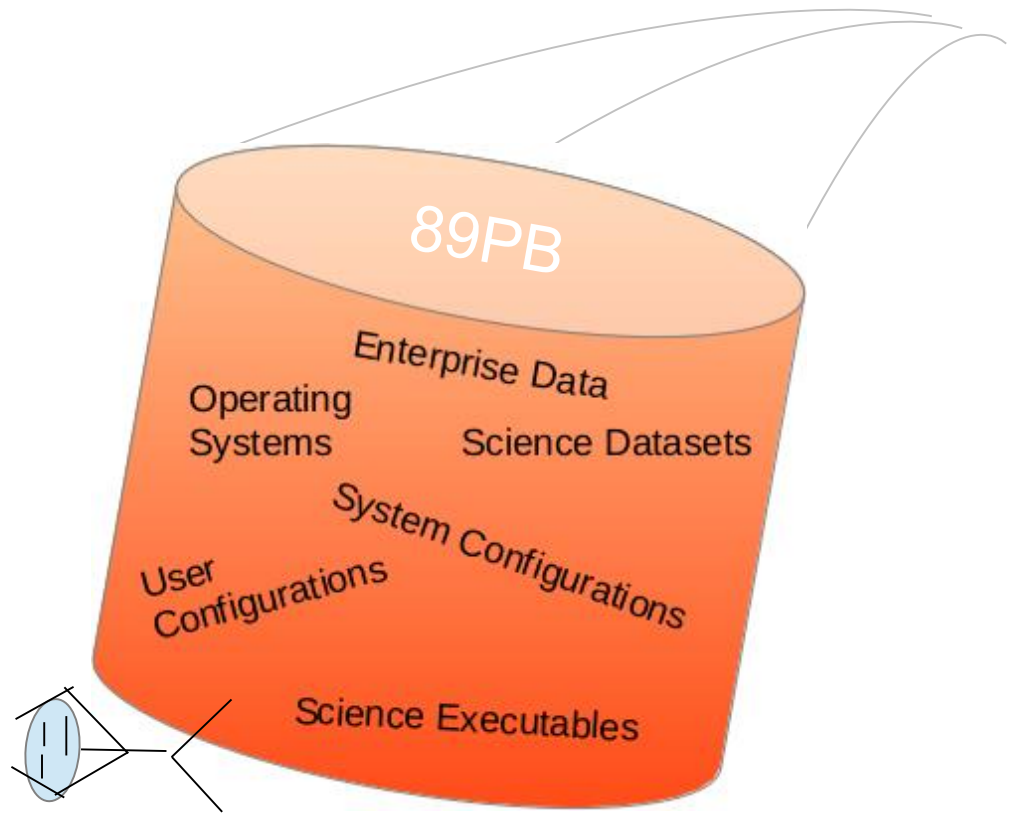 89PB
Enterprise Data
Operating
Systems
Science Datasets
System Configurations
User
Configurations
Science Executables